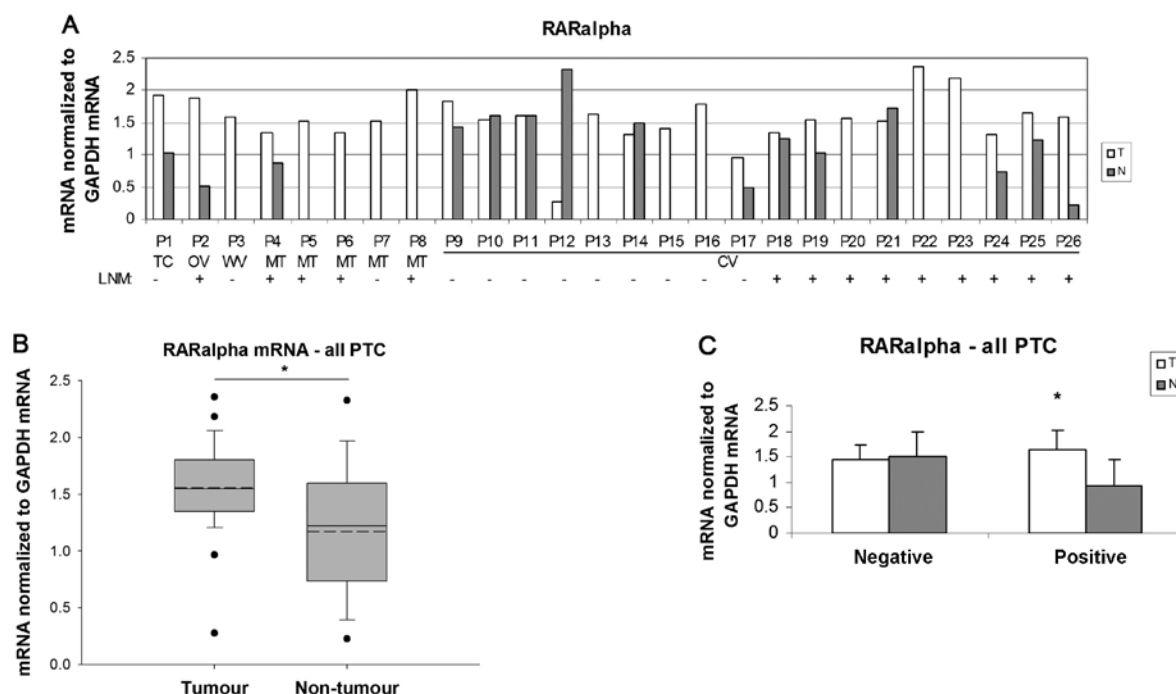 A
RARalpha
mRNA normalized to
GAPDH mRNA
2.5
2
1.5
1
0.5
0
T
N
P1 P2 P3 P4 P5 P6 P7 P8 P9 P10 P11 P12 P13 P14 P15 P16 P17 P18 P19 P20 P21 P22 P23 P24 P25 P26
TC OV WV MT MT MT MT MT CV
LNM: - + - + + + - + - - - - - - - - - + + + + + + + + +
B
RARalpha mRNA - all PTC
*
mRNA normalized to GAPDH mRNA
2.5
2.0
1.5
1.0
0.5
0.0
Tumour Non-tumour
C
RARalpha - all PTC
T
N
*
mRNA normalized to
GAPDH mRNA
2.5
2
1.5
1
0.5
0
Negative Positive